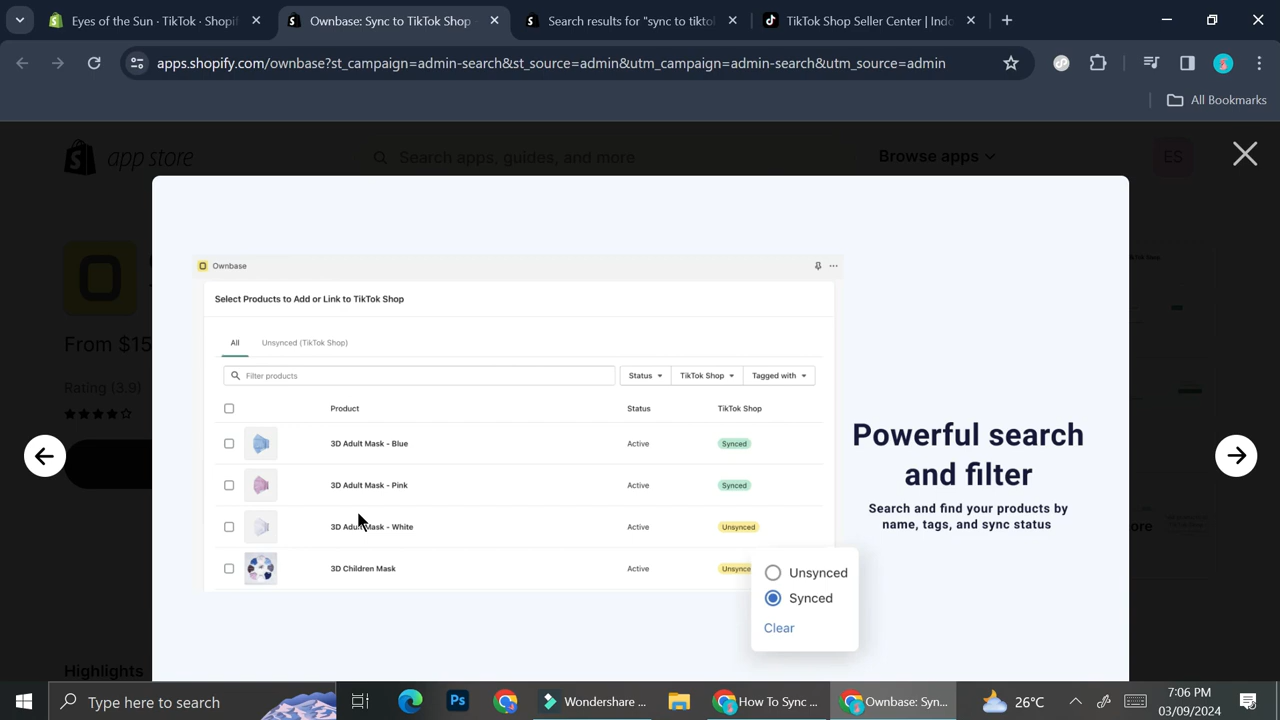 Eyes of the Sun - TikTok · Shopif
Ownbase: Sync to TikTok Shop -
Search results for "sync to tiktol
TikTok Shop Seller Center | Indo
apps.shopify.com/ownbase?st_campaign=admin-search&st_source=admin&utm_campaign=admin-search&utm_source=admin
All Bookmarks
app store
Search apps, guides, and more
Browse apps
ES
Ownbase
Select Products to Add or Link to TikTok Shop
All
Unsynced (TikTok Shop)
Filter products
Status
TikTok Shop
Tagged with
Product
Status
TikTok Shop
3D Adult Mask - Blue
Active
Synced
3D Adult Mask - Pink
Active
Synced
3D Adult Mask - White
Active
Unsynced
3D Children Mask
Active
Unsynce
Unsynced
Synced
Clear
Powerful search
and filter
Search and find your products by
name, tags, and sync status
From $15
Rating (3.9)
Highlights
Type here to search
Ps
Wondershare ...
How To Sync ...
Ownbase: Syn...
26°C
7:06 PM
03/09/2024